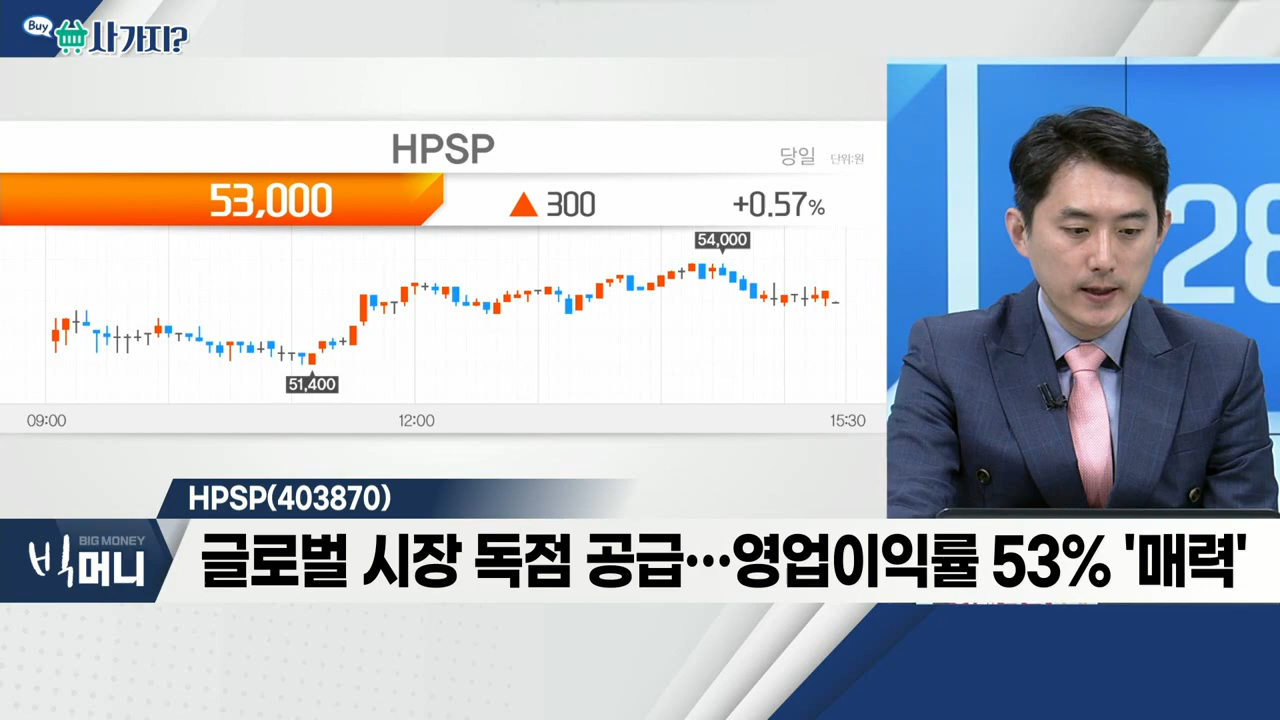 Buy
사가지?
HPSP
당일 단위:원
53,000 ▲ 300 +0.57%
54,000
51,400
09:00 12:00 15:30
28
HPSP(403870)
BIG MONEY
빅머니
글로벌 시장 독점 공급…영업이익률 53% '매력'